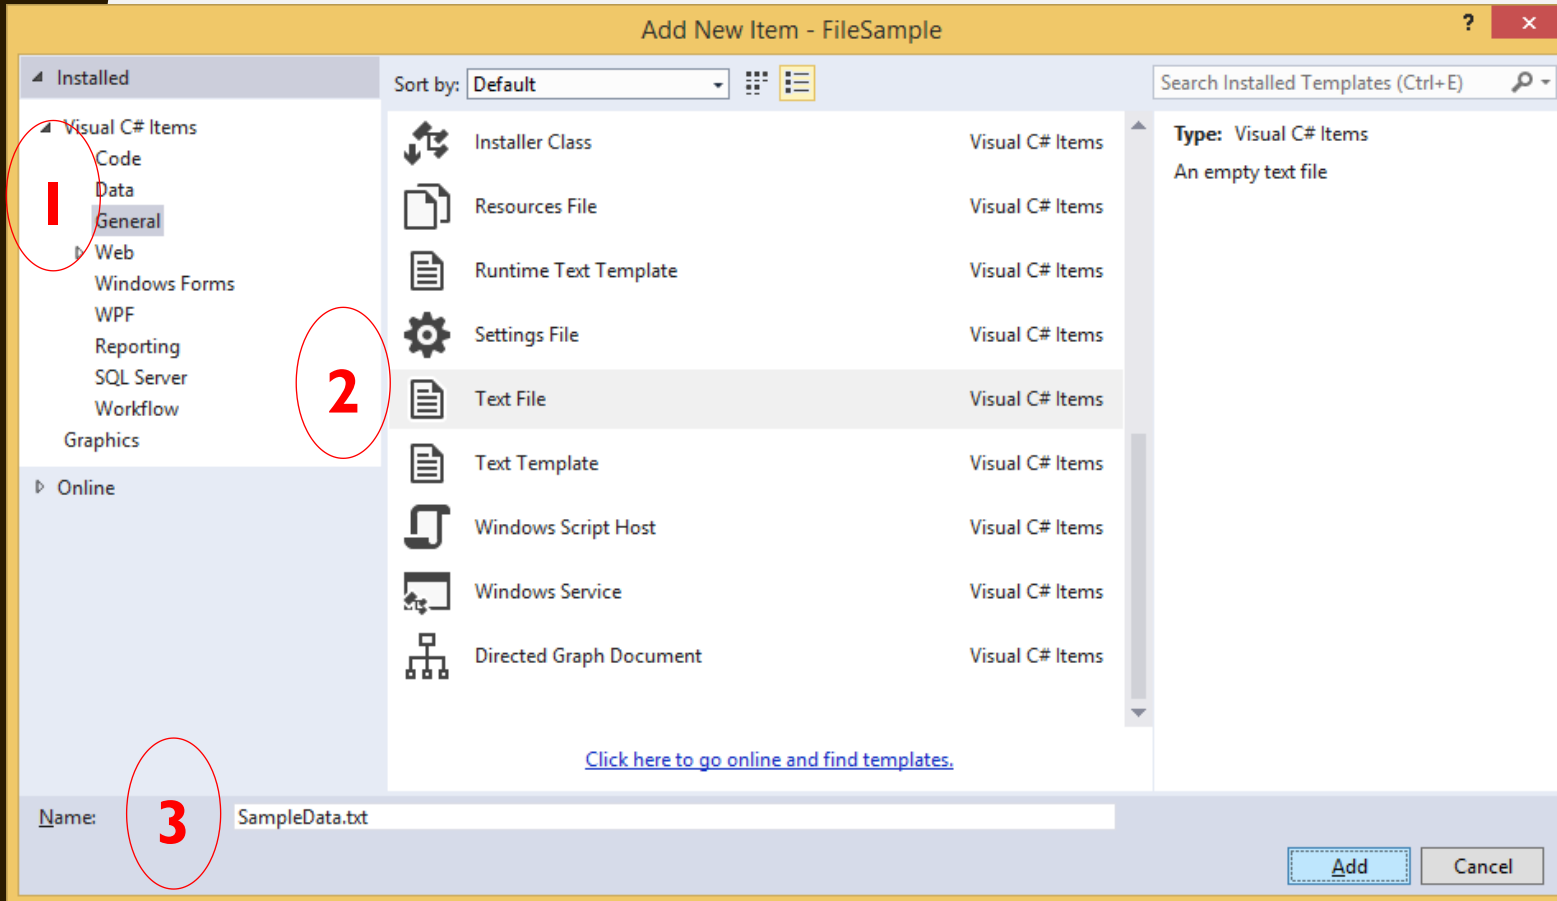 Add New Item - FileSample
?
Installed
Sort by: Default
Search Installed Templates (Ctrl+E)
Visual C# Items
Code
Data
General
Web
Windows Forms
WPF
Reporting
SQL Server
Workflow
Graphics
Online
1
2
Installer Class Visual C# Items
Resources File Visual C# Items
Runtime Text Template Visual C# Items
Settings File Visual C# Items
Text File Visual C# Items
Text Template Visual C# Items
Windows Script Host Visual C# Items
Windows Service Visual C# Items
Directed Graph Document Visual C# Items
Click here to go online and find templates.
Type: Visual C# Items
An empty text file
Name: 3 SampleData.txt
Add Cancel